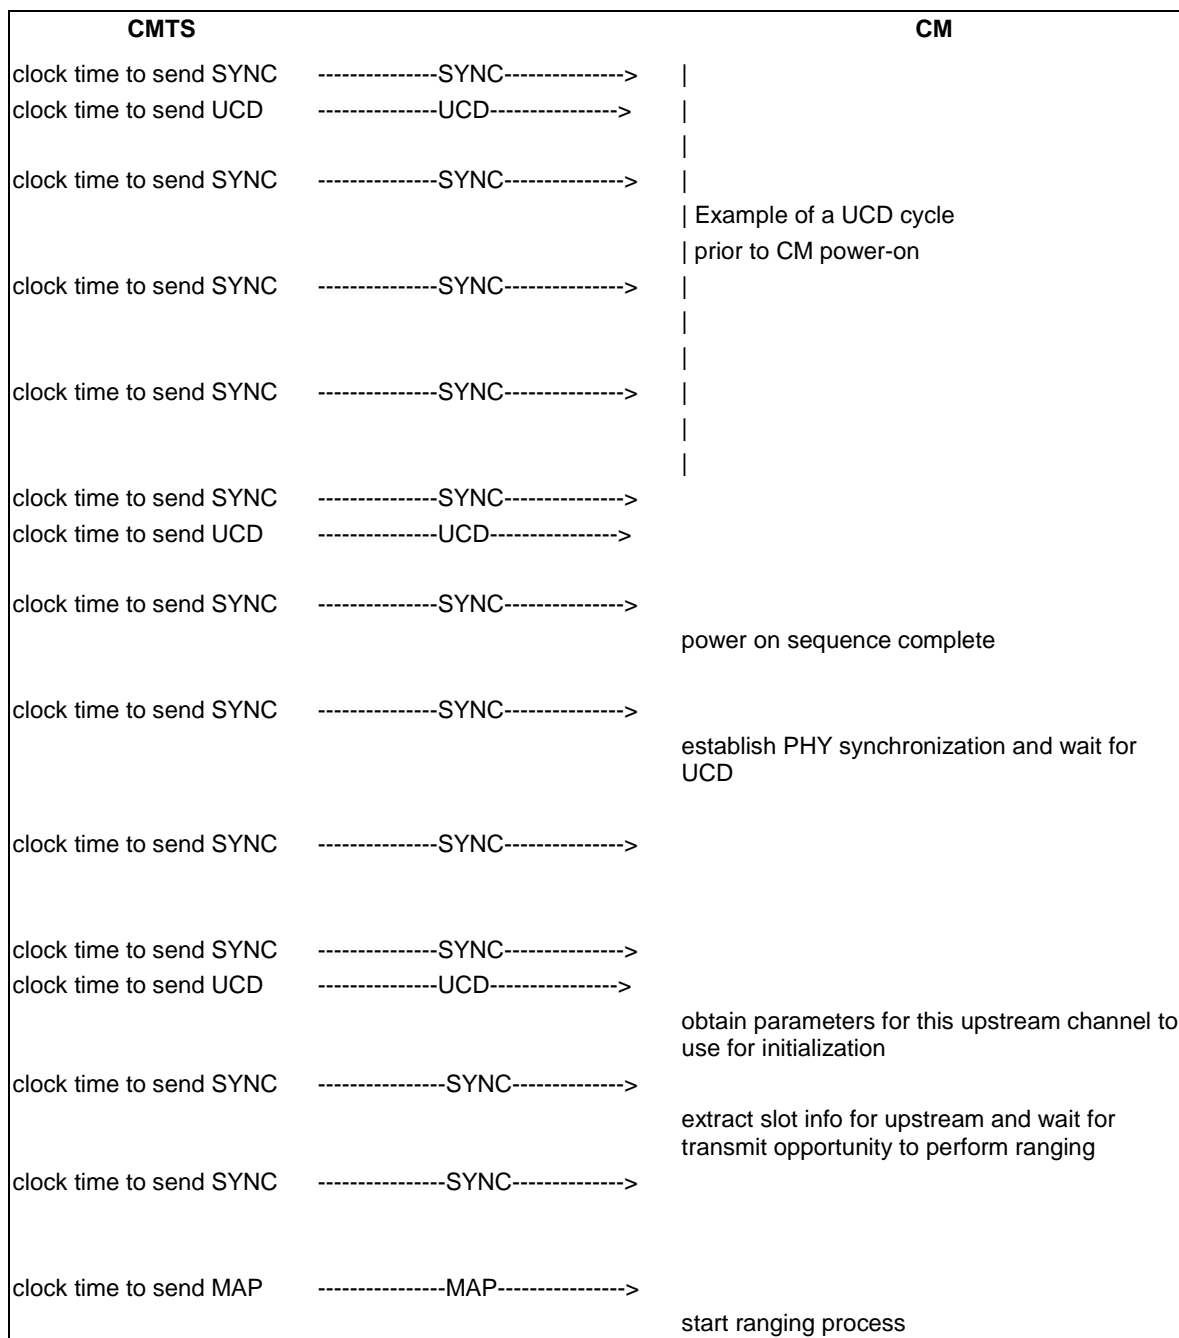 CMTS CM
clock time to send SYNC ---------------SYNC---------------> |
clock time to send UCD ---------------UCD----------------> |
|
clock time to send SYNC ---------------SYNC---------------> |
| Example of a UCD cycle
| prior to CM power-on
clock time to send SYNC ---------------SYNC---------------> |
|
|
clock time to send SYNC ---------------SYNC---------------> |
|
|
clock time to send SYNC ---------------SYNC--------------->
clock time to send UCD ---------------UCD---------------->
clock time to send SYNC ---------------SYNC--------------->
power on sequence complete
clock time to send SYNC ---------------SYNC--------------->
establish PHY synchronization and wait for
UCD
clock time to send SYNC ---------------SYNC--------------->
clock time to send SYNC ---------------SYNC--------------->
clock time to send UCD ---------------UCD---------------->
obtain parameters for this upstream channel to
use for initialization
clock time to send SYNC ----------------SYNC-------------->
extract slot info for upstream and wait for
transmit opportunity to perform ranging
clock time to send SYNC ----------------SYNC-------------->
clock time to send MAP ----------------MAP---------------->
start ranging process